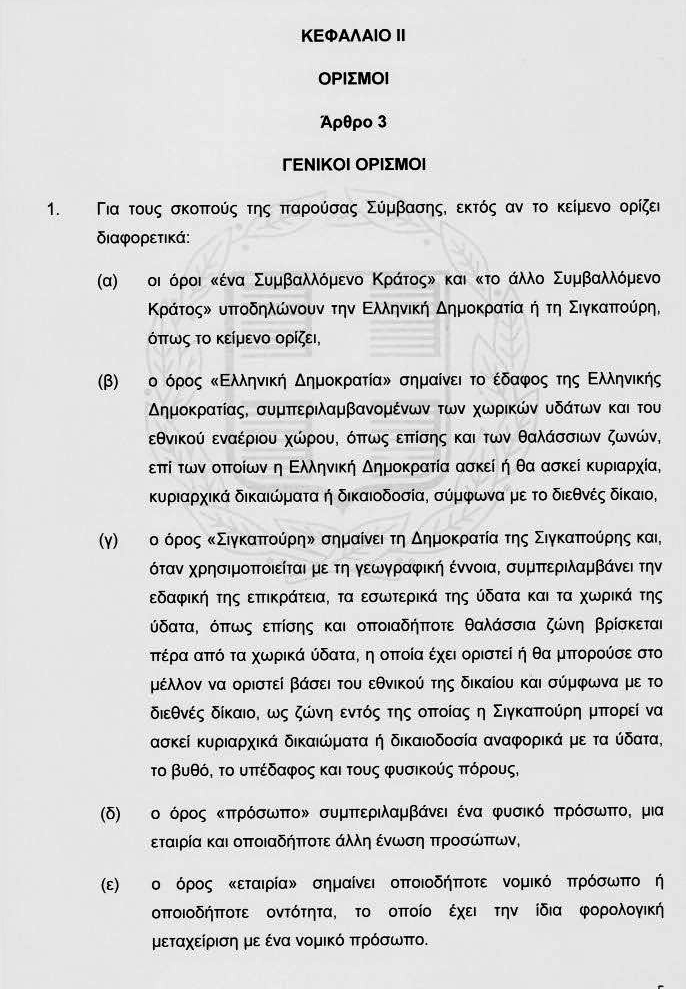 ΚΕΦΑΛΑΙΟ ΙΙ
ΟΡΙΣΜΟΙ
Άρθρο 3
ΓΕΝΙΚΟΙ ΟΡΙΣΜΟΙ
1. Για τους σκοπούς της παρούσας Σύμβασης, εκτός αν το κείμενο ορίζει
διαφορετικά:
(α) οι όροι «ένα Συμβαλλόμενο Κράτος» και «το άλλο Συμβαλλόμενο
Κράτος» υποδηλώνουν την Ελληνική Δημοκρατία ή τη Σιγκαπούρη,
όπως το κείμενο ορίζει,
(β) ο όρος «Ελληνική Δημοκρατία» σημαίνει το έδαφος της Ελληνικής
Δημοκρατίας, συμπεριλαμβανομένων των χωρικών υδάτων και του
εθνικού εναέριου χώρου, όπως επίσης και των θαλάσσιων ζωνών,
επί των οποίων η Ελληνική Δημοκρατία ασκεί ή θα ασκεί κυριαρχία,
κυριαρχικά δικαιώματα ή δικαιοδοσία, σύμφωνα με το διεθνές δίκαιο,
(γ) ο όρος «Σιγκαπούρη» σημαίνει τη Δημοκρατία της Σιγκαπούρης και,
όταν χρησιμοποιείται με τη γεωγραφική έννοια, συμπεριλαμβάνει την
εδαφική της επικράτεια, τα εσωτερικά της ύδατα και τα χωρικά της
ύδατα, όπως επίσης και οποιαδήποτε θαλάσσια ζώνη βρίσκεται
πέρα από τα χωρικά ύδατα, η οποία έχει οριστεί ή θα μπορούσε στο
μέλλον να οριστεί βάσει του εθνικού της δικαίου και σύμφωνα με το
διεθνές δίκαιο, ως ζώνη εντός της οποίας η Σιγκαπούρη μπορεί να
ασκεί κυριαρχικά δικαιώματα ή δικαιοδοσία αναφορικά με τα ύδατα,
το βυθό, το υπέδαφος και τους φυσικούς πόρους,
(δ) ο όρος «πρόσωπο» συμπεριλαμβάνει ένα φυσικό πρόσωπο, μια
εταιρία και οποιαδήποτε άλλη ένωση προσώπων,
(ε) ο όρος «εταιρία» σημαίνει οποιοδήποτε νομικό πρόσωπο ή
οποιοδήποτε οντότητα, το οποίο έχει την ίδια φορολογική
μεταχείριση με ένα νομικό πρόσωπο.